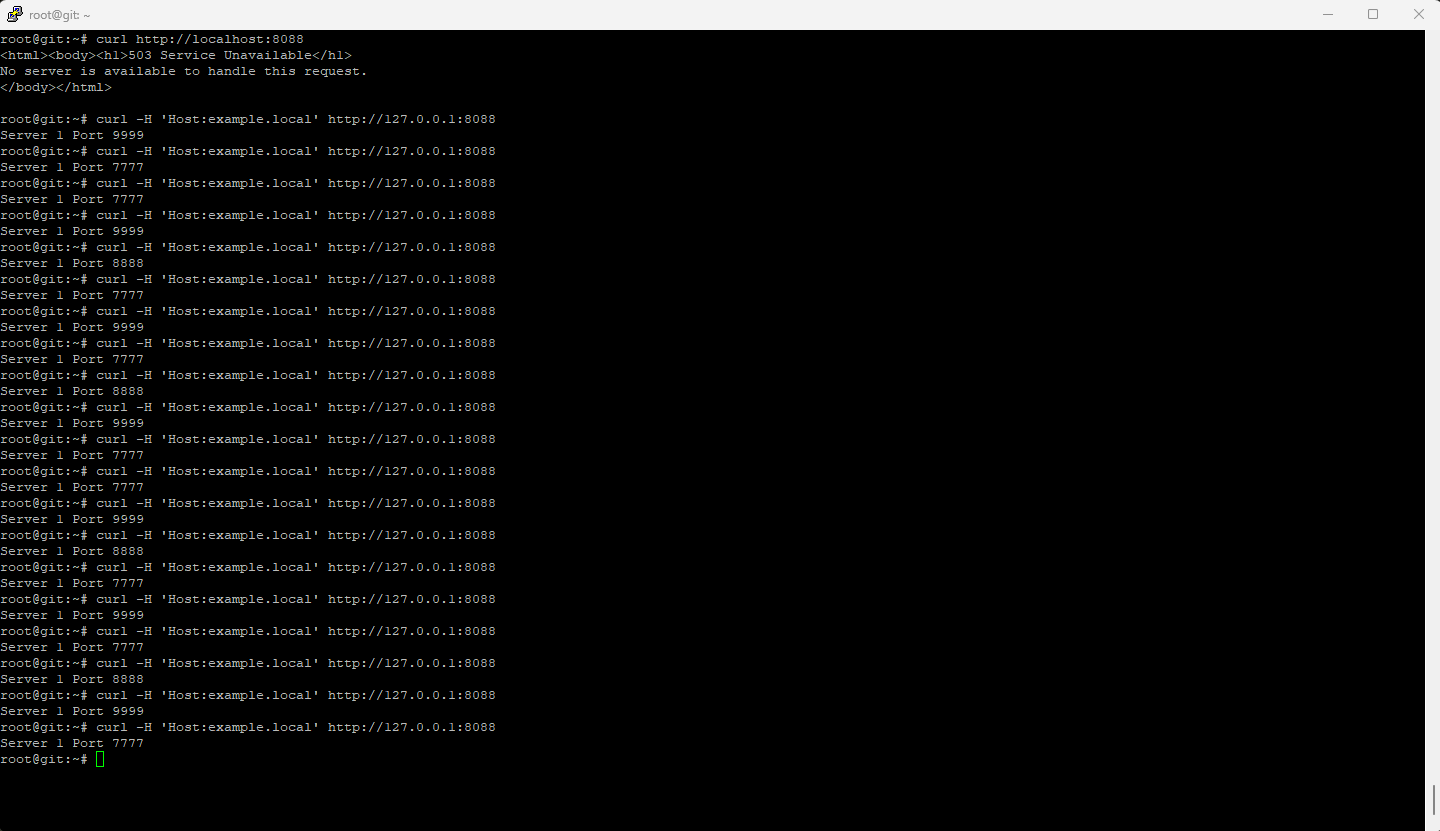 root@git: ~
root@git:~# curl http://localhost:8088
<html><body><h1>503 Service Unavailable</h1>
No server is available to handle this request.
</body></html>
root@git:~# curl -H 'Host:example.local' http://127.0.0.1:8088
Server 1 Port 9999
root@git:~# curl -H 'Host:example.local' http://127.0.0.1:8088
Server 1 Port 7777
root@git:~# curl -H 'Host:example.local' http://127.0.0.1:8088
Server 1 Port 7777
root@git:~# curl -H 'Host:example.local' http://127.0.0.1:8088
Server 1 Port 9999
root@git:~# curl -H 'Host:example.local' http://127.0.0.1:8088
Server 1 Port 8888
root@git:~# curl -H 'Host:example.local' http://127.0.0.1:8088
Server 1 Port 7777
root@git:~# curl -H 'Host:example.local' http://127.0.0.1:8088
Server 1 Port 9999
root@git:~# curl -H 'Host:example.local' http://127.0.0.1:8088
Server 1 Port 7777
root@git:~# curl -H 'Host:example.local' http://127.0.0.1:8088
Server 1 Port 8888
root@git:~# curl -H 'Host:example.local' http://127.0.0.1:8088
Server 1 Port 9999
root@git:~# curl -H 'Host:example.local' http://127.0.0.1:8088
Server 1 Port 7777
root@git:~# curl -H 'Host:example.local' http://127.0.0.1:8088
Server 1 Port 7777
root@git:~# curl -H 'Host:example.local' http://127.0.0.1:8088
Server 1 Port 9999
root@git:~# curl -H 'Host:example.local' http://127.0.0.1:8088
Server 1 Port 8888
root@git:~# curl -H 'Host:example.local' http://127.0.0.1:8088
Server 1 Port 7777
root@git:~# curl -H 'Host:example.local' http://127.0.0.1:8088
Server 1 Port 9999
root@git:~# curl -H 'Host:example.local' http://127.0.0.1:8088
Server 1 Port 7777
root@git:~# curl -H 'Host:example.local' http://127.0.0.1:8088
Server 1 Port 8888
root@git:~# curl -H 'Host:example.local' http://127.0.0.1:8088
Server 1 Port 9999
root@git:~# curl -H 'Host:example.local' http://127.0.0.1:8088
Server 1 Port 7777
root@git:~#